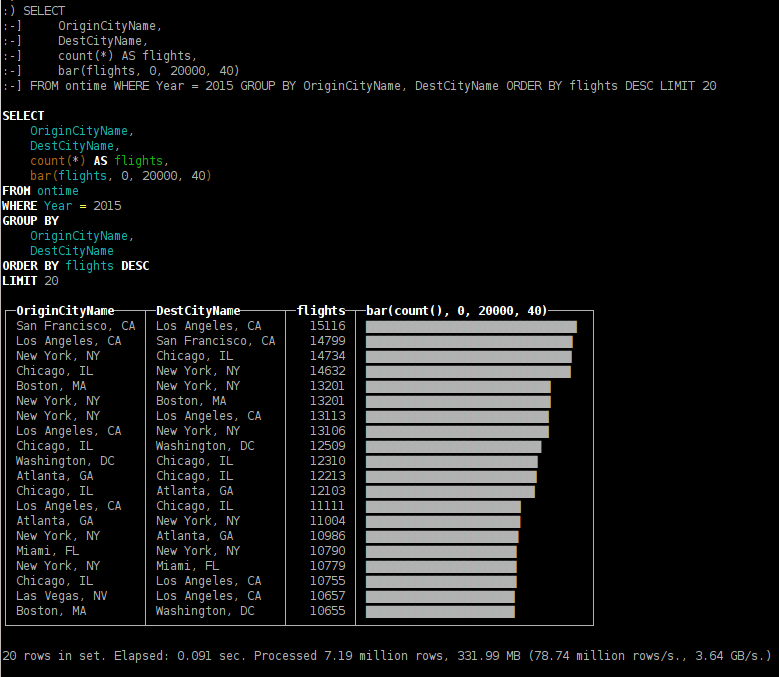 :) SELECT
:-]     OriginCityName,
:-]     DestCityName,
:-]     count(*) AS flights,
:-]     bar(flights, 0, 20000, 40)
:-] FROM ontime WHERE Year = 2015 GROUP BY OriginCityName, DestCityName ORDER BY flights DESC LIMIT 20
SELECT
    OriginCityName,
    DestCityName,
    count(*) AS flights,
    bar(flights, 0, 20000, 40)
FROM ontime
WHERE Year = 2015
GROUP BY
    OriginCityName,
    DestCityName
ORDER BY flights DESC
LIMIT 20
OriginCityName DestCityName flights bar(count(), 0, 20000, 40)
San Francisco, CA Los Angeles, CA 15116
Los Angeles, CA San Francisco, CA 14799
New York, NY Chicago, IL 14734
Chicago, IL New York, NY 14632
Boston, MA New York, NY 13201
New York, NY Boston, MA 13201
New York, NY Los Angeles, CA 13113
Los Angeles, CA New York, NY 13106
Chicago, IL Washington, DC 12509
Washington, DC Chicago, IL 12310
Atlanta, GA Chicago, IL 12213
Chicago, IL Atlanta, GA 12103
Los Angeles, CA Chicago, IL 11111
Atlanta, GA New York, NY 11004
New York, NY Atlanta, GA 10986
Miami, FL New York, NY 10790
New York, NY Miami, FL 10779
Chicago, IL Los Angeles, CA 10755
Las Vegas, NV Los Angeles, CA 10657
Boston, MA Washington, DC 10655
20 rows in set. Elapsed: 0.091 sec. Processed 7.19 million rows, 331.99 MB (78.74 million rows/s., 3.64 GB/s.)